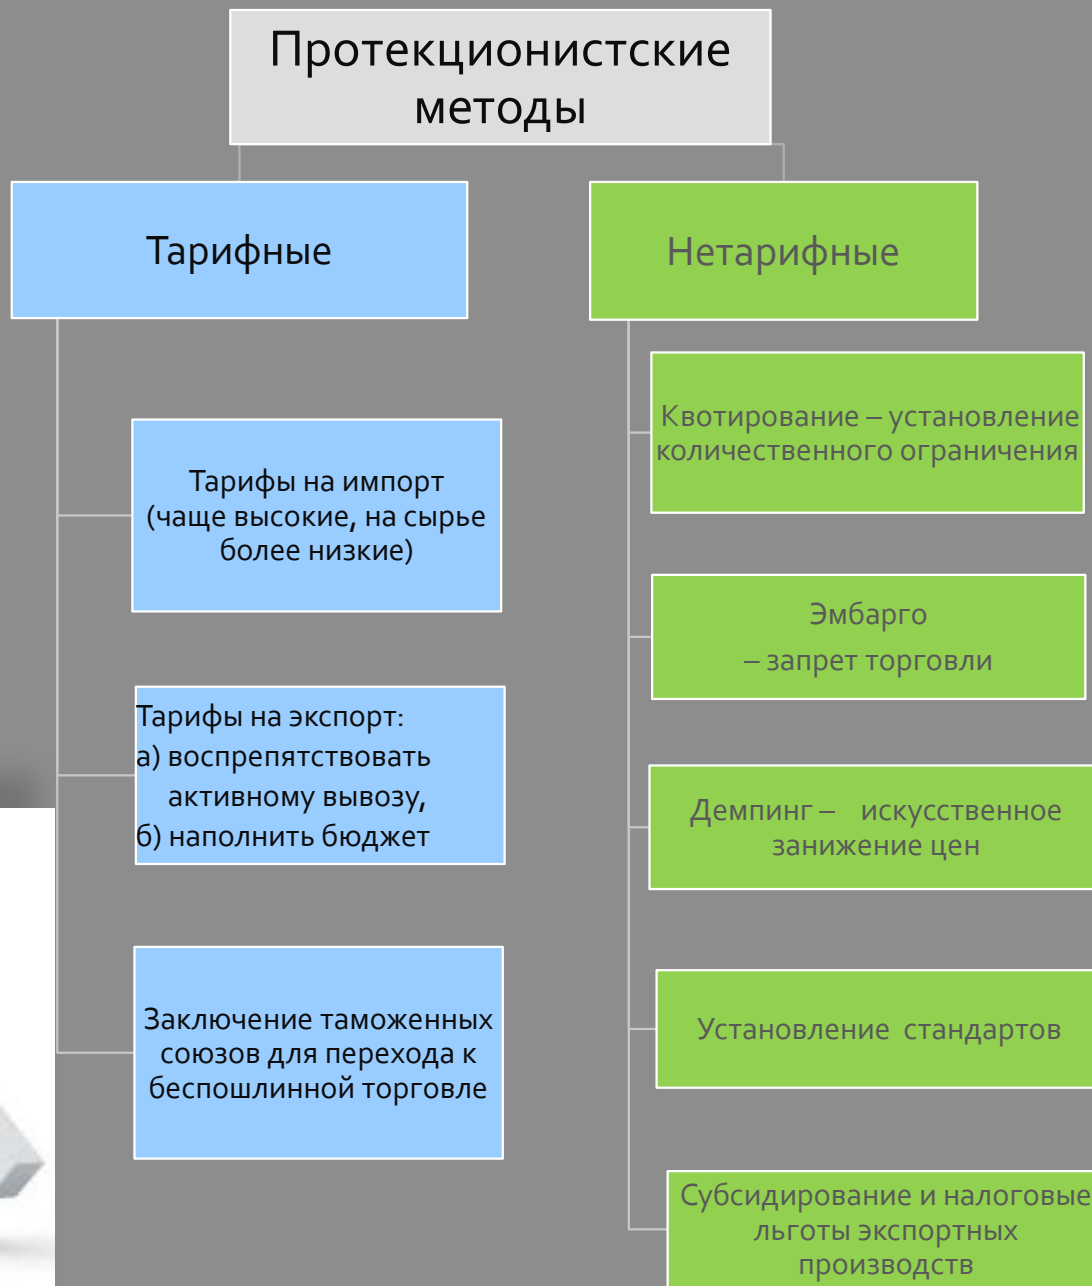 Протекционистские
методы
Тарифные
Тарифы на импорт
(чаще высокие, на сырье
более низкие)
Тарифы на экспорт:
а) воспрепятствовать
активному вывозу,
б) наполнить бюджет
Заключение таможенных
союзов для перехода к
беспошлинной торговле
Нетарифные
Квотирование – установление
количественного ограничения
Эмбарго
– запрет торговли
Демпинг – искусственное
занижение цен
Установление стандартов
Субсидирование и налоговые
льготы экспортных
производств